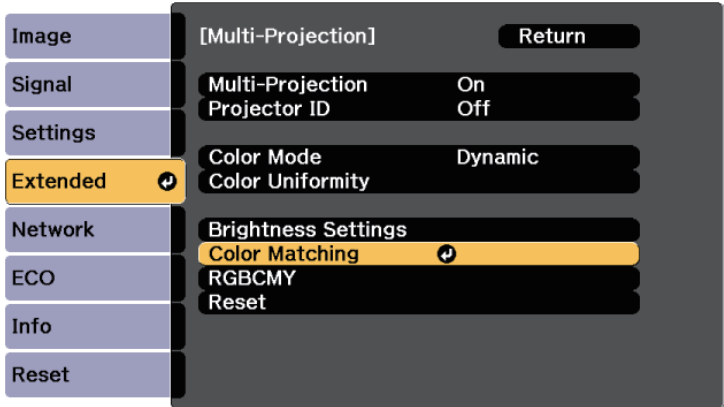 Image
Signal
Settings
Extended
Network
ECO
Info
Reset
[Multi-Projection] Return
Multi-Projection On
Projector ID Off
Color Mode Dynamic
Color Uniformity
Brightness Settings
Color Matching
RGBCMY
Reset